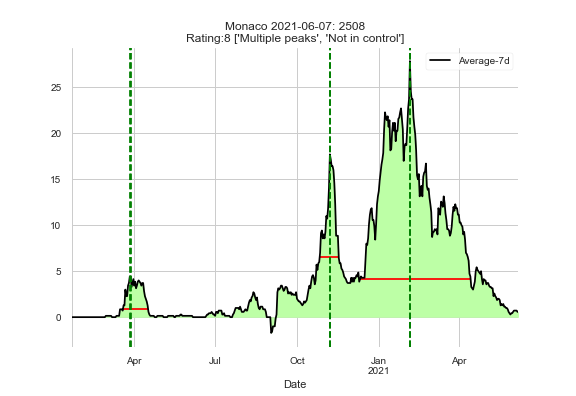 Monaco 2021-06-07: 2508
Rating:8 ['Multiple peaks', 'Not in control']
Average-7d
25
20
15
10
5
0
Apr Jul Oct Jan Apr
2021
Date